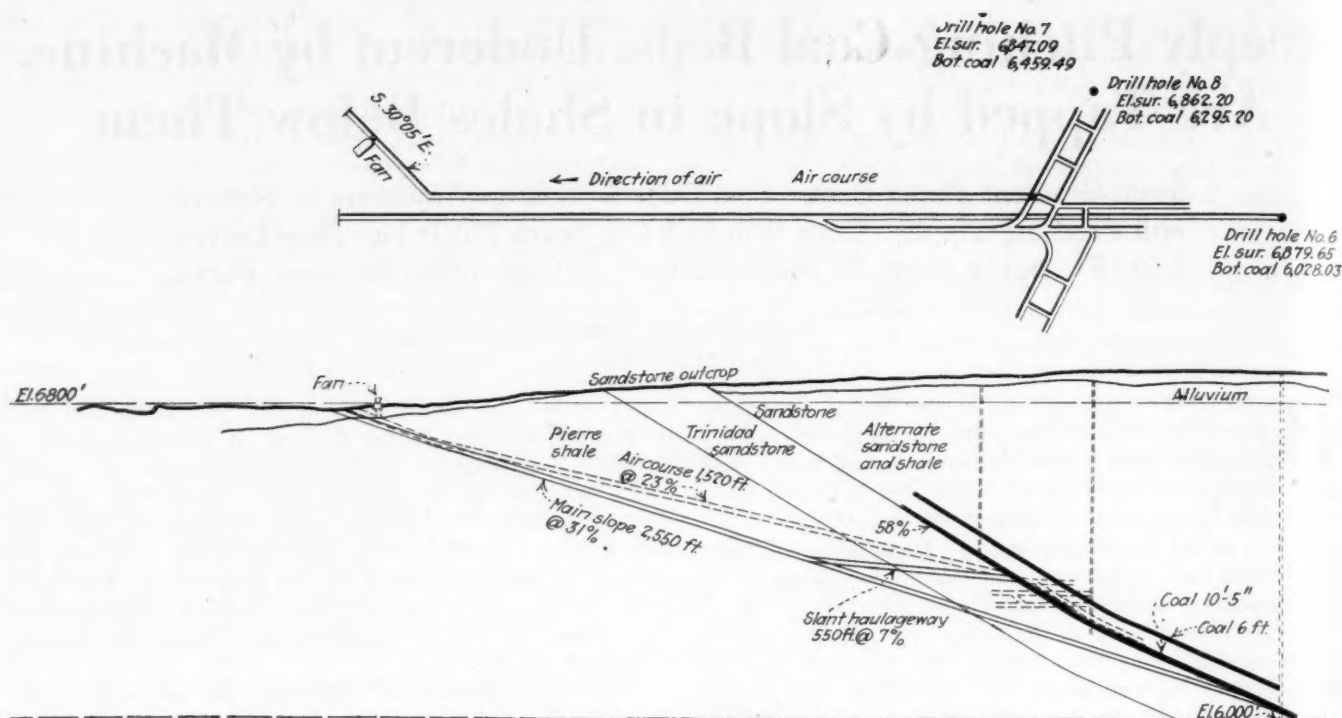 Drill hole No. 7
El. sur. 6,847.09
Bot. coal 6,459.49
Drill hole No. 8
El. sur. 6,862.20
Bot. coal 6,295.20
S. 30°05' E.
Fan
Direction of air
Air course
Drill hole No. 6
El. sur. 6,879.65
Bot. coal 6,028.03
El. 6800'
Fan
Sandstone outcrop
Alluvium
Sandstone
Pierre
shale
Trinidad
sandstone
Alternate
sandstone
and shale
Air course 1,520 ft.
@ 23%
Main slope 2,550 ft.
@ 31%
58%
Slant haulageway
550 ft. @ 7%
Coal 10'-5"
Coal 6 ft.
El. 6,000'